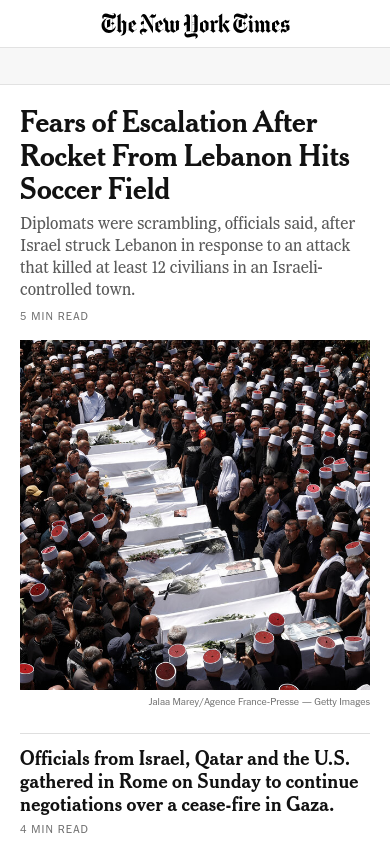 The New York Times
Fears of Escalation After
Rocket From Lebanon Hits
Soccer Field
Diplomats were scrambling, officials said, after
Israel struck Lebanon in response to an attack
that killed at least 12 civilians in an Israeli-
controlled town.
5 MIN READ
Jalaa Marey/Agence France-Presse — Getty Images
Officials from Israel, Qatar and the U.S.
gathered in Rome on Sunday to continue
negotiations over a cease-fire in Gaza.
4 MIN READ